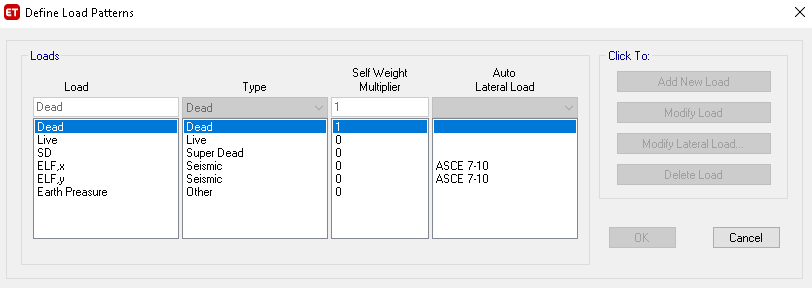 ET Define Load Patterns
Loads
Click To:
Load Type Self Weight Multiplier Auto Lateral Load
Dead Dead 1
Dead Dead 1
Live Live 0
SD Super Dead 0
ELF,x Seismic 0 ASCE 7-10
ELF,y Seismic 0 ASCE 7-10
Earth Preasure Other 0
Add New Load
Modify Load
Modify Lateral Load...
Delete Load
OK Cancel